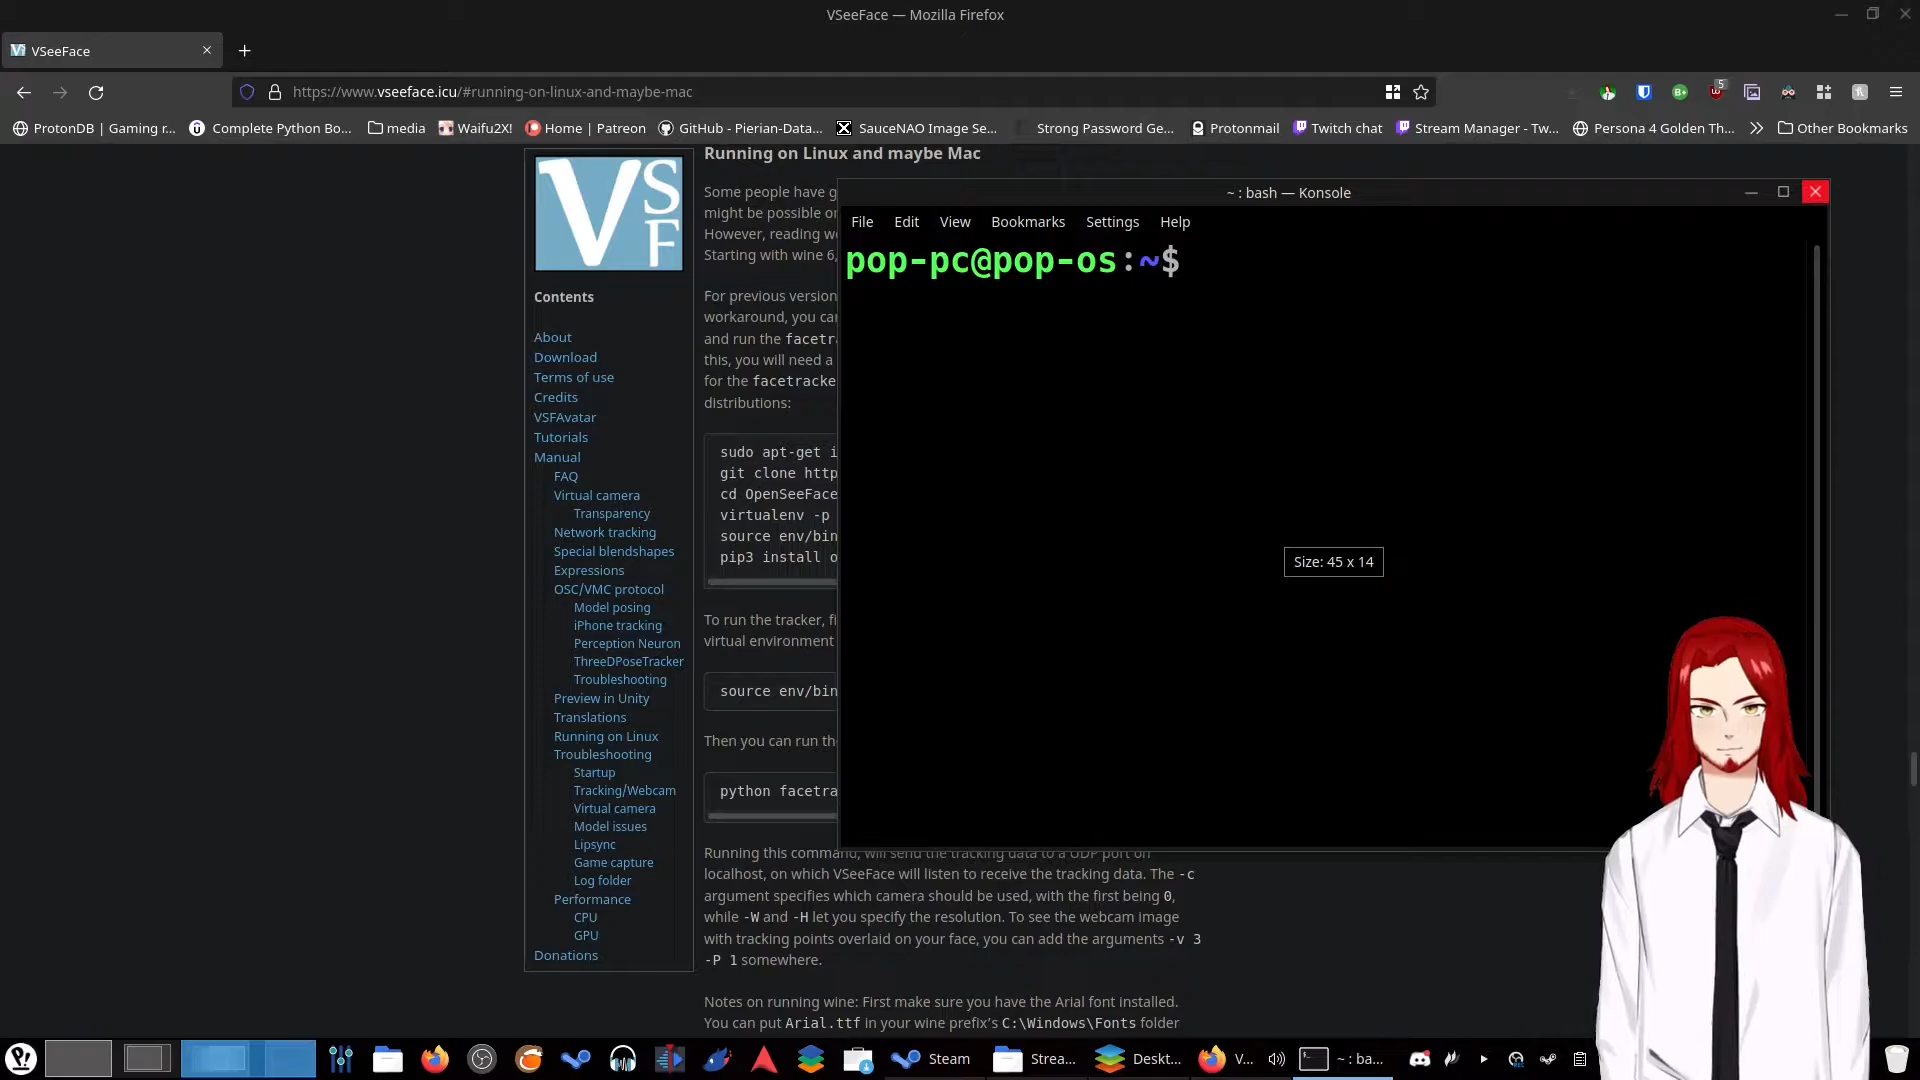 VSeeFace — Mozilla Firefox
VSeeFace
https://www.vseeface.icu/#running-on-linux-and-maybe-mac
5
ProtonDB | Gaming r... Complete Python Bo... media Waifu2X! Home | Patreon GitHub - Pierian-Data... SauceNAO Image Se... Strong Password Ge... Protonmail Twitch chat Stream Manager - Tw... Persona 4 Golden Th... Other Bookmarks
VSF
Contents
About
Download
Terms of use
Credits
VSFAvatar
Tutorials
Manual
FAQ
Virtual camera
Transparency
Network tracking
Special blendshapes
Expressions
OSC/VMC protocol
Model posing
iPhone tracking
Perception Neuron
ThreeDPoseTracker
Troubleshooting
Preview in Unity
Translations
Running on Linux
Troubleshooting
Startup
Tracking/Webcam
Virtual camera
Model issues
Lipsync
Game capture
Log folder
Performance
CPU
GPU
Donations
Running on Linux and maybe Mac
Some people have g
might be possible o
However, reading w
Starting with wine 6,
For previous version
workaround, you ca
and run the facetr
this, you will need a
for the facetracke
distributions:
sudo apt-get i
git clone http
cd OpenSeeFace
virtualenv -p
source env/bin
pip3 install o
To run the tracker, fi
virtual environment
source env/bin
Then you can run th
python facetra
Running this command, will send the tracking data to a UDP port on
localhost, on which VSeeFace will listen to receive the tracking data. The -c
argument specifies which camera should be used, with the first being 0,
while -W and -H let you specify the resolution. To see the webcam image
with tracking points overlaid on your face, you can add the arguments -v 3
-P 1 somewhere.
Notes on running wine: First make sure you have the Arial font installed.
You can put Arial.ttf in your wine prefix's C:\Windows\Fonts folder
~ : bash — Konsole
File Edit View Bookmarks Settings Help
pop-pc@pop-os:~$
Size: 45 x 14
Steam Strea... Deskt... V... ~ : ba...